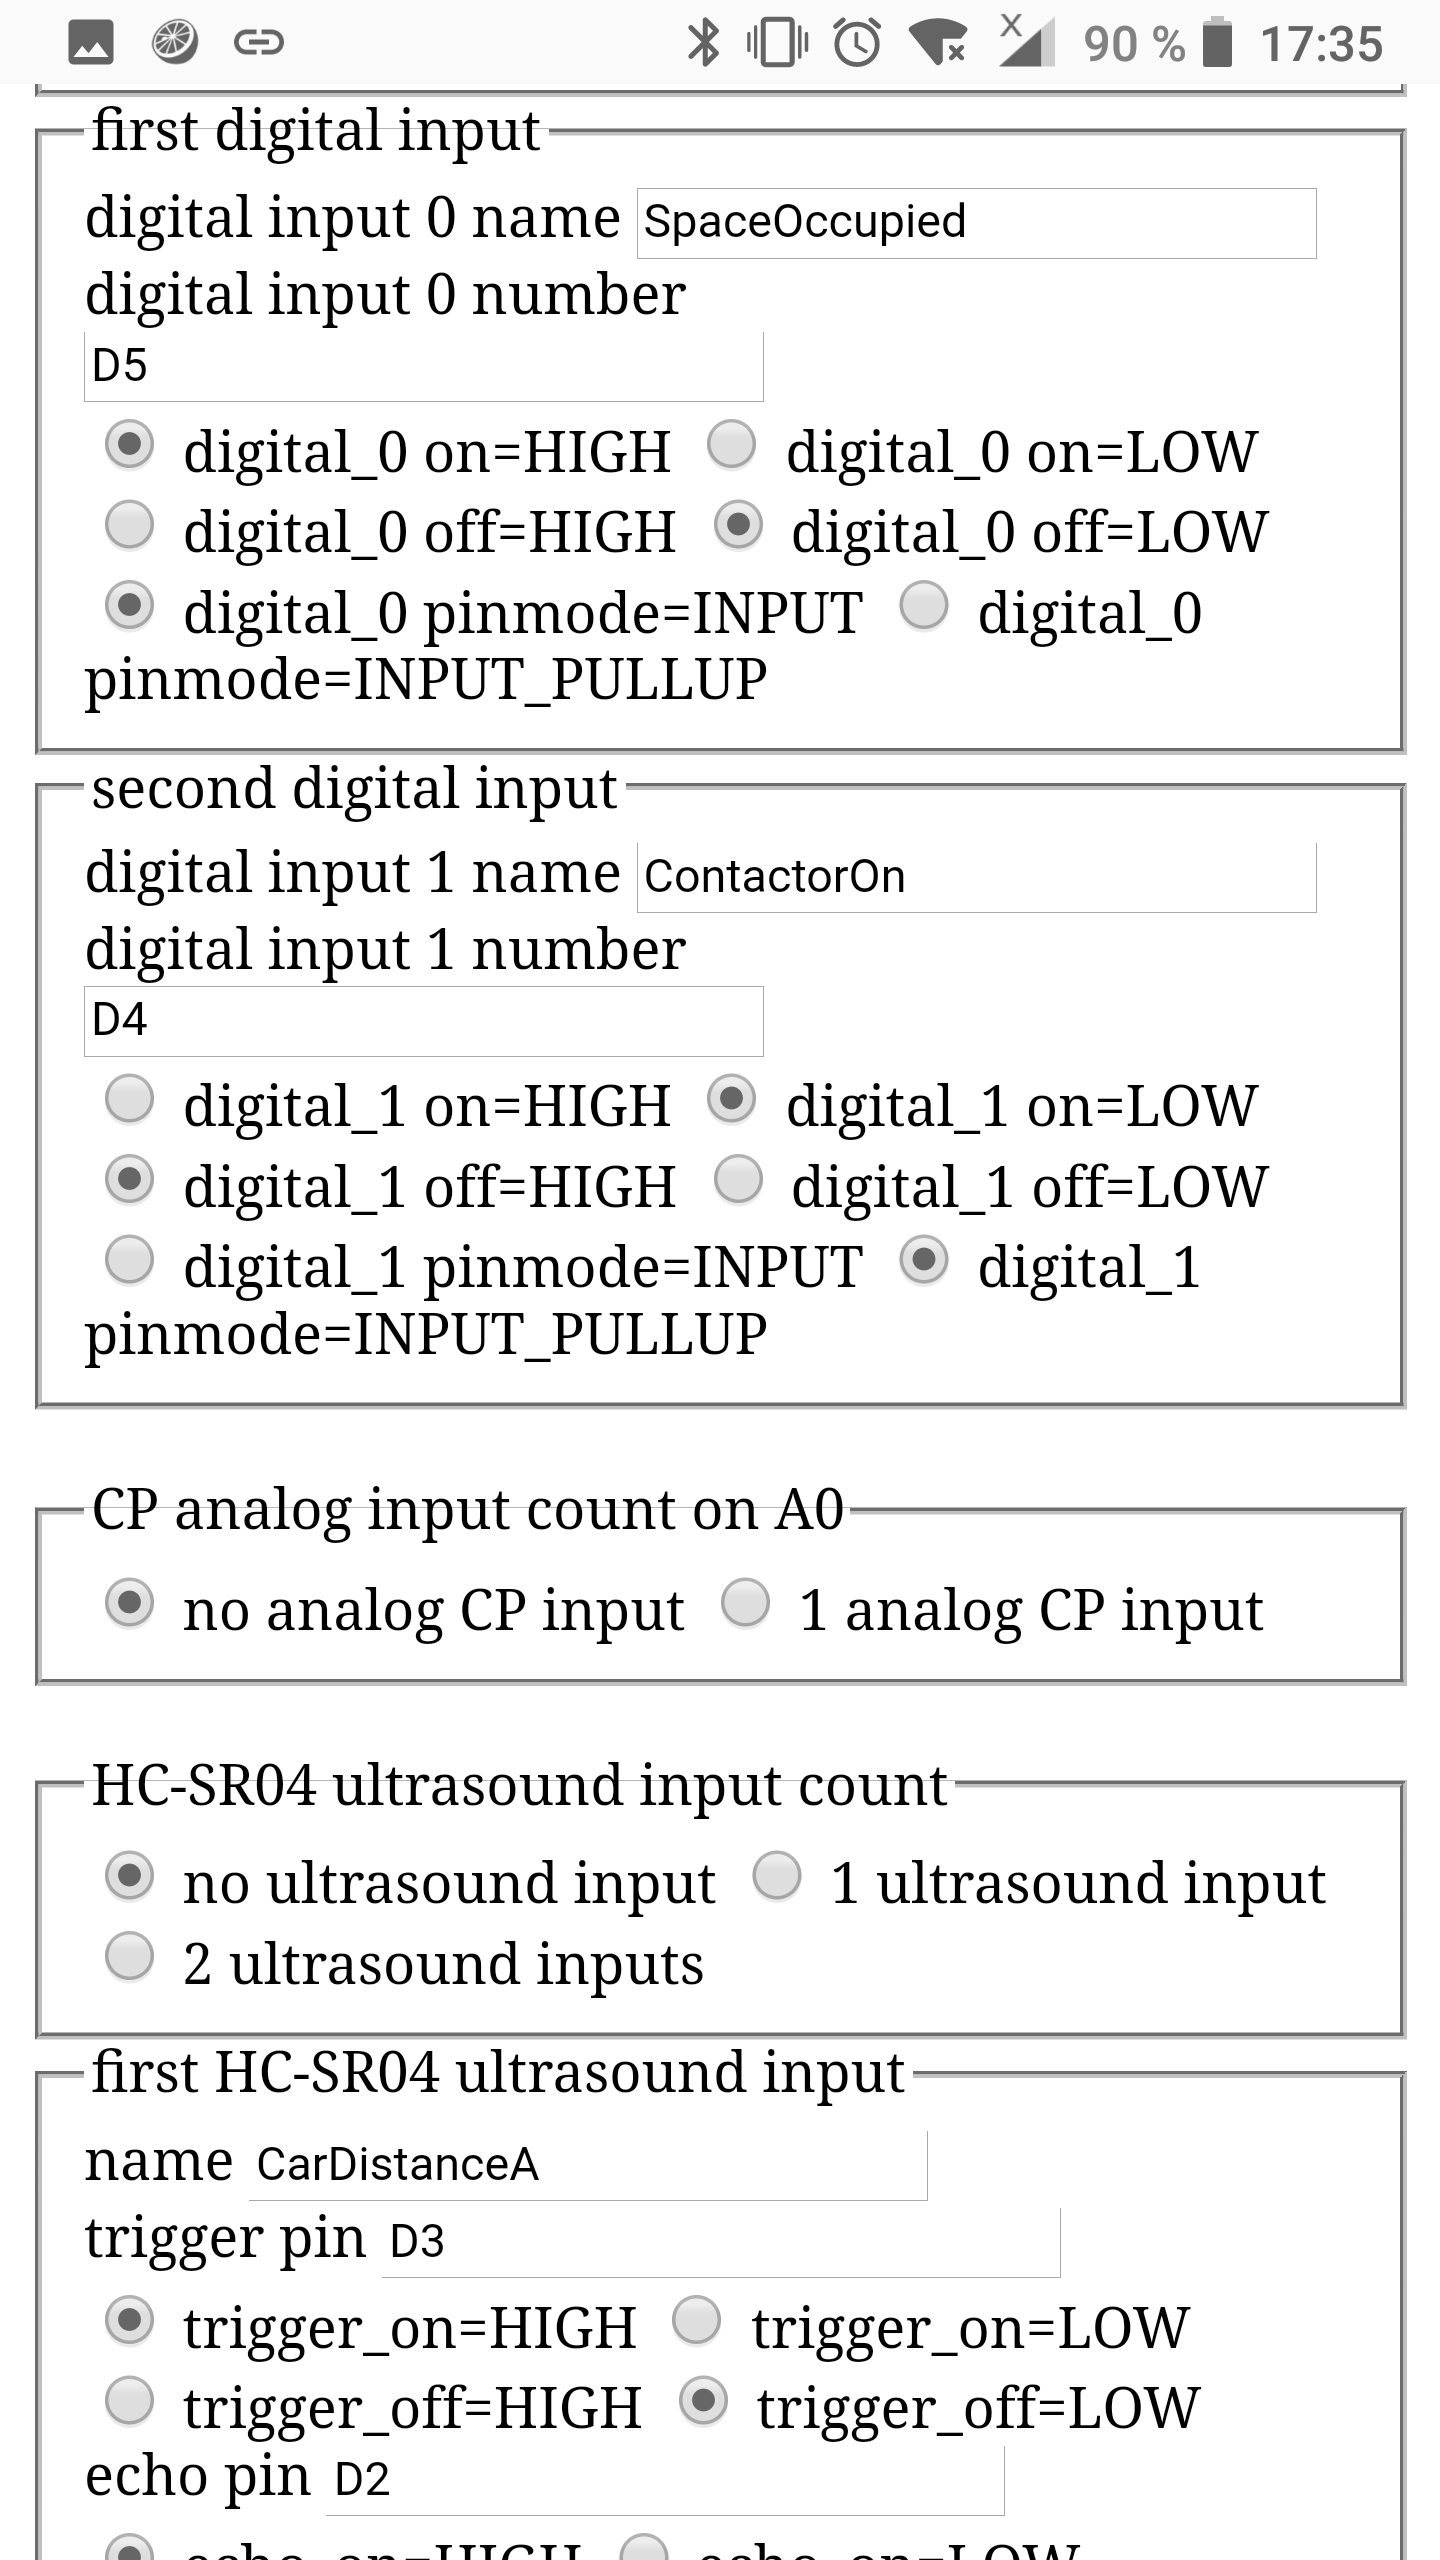 90 % 17:35
first digital input
digital input 0 name SpaceOccupied
digital input 0 number
D5
digital_0 on=HIGH digital_0 on=LOW
digital_0 off=HIGH digital_0 off=LOW
digital_0 pinmode=INPUT digital_0
pinmode=INPUT_PULLUP
second digital input
digital input 1 name ContactorOn
digital input 1 number
D4
digital_1 on=HIGH digital_1 on=LOW
digital_1 off=HIGH digital_1 off=LOW
digital_1 pinmode=INPUT digital_1
pinmode=INPUT_PULLUP
CP analog input count on A0
no analog CP input 1 analog CP input
HC-SR04 ultrasound input count
no ultrasound input 1 ultrasound input
2 ultrasound inputs
first HC-SR04 ultrasound input
name CarDistanceA
trigger pin D3
trigger_on=HIGH trigger_on=LOW
trigger_off=HIGH trigger_off=LOW
echo pin D2
echo_on=HIGH echo_on=LOW